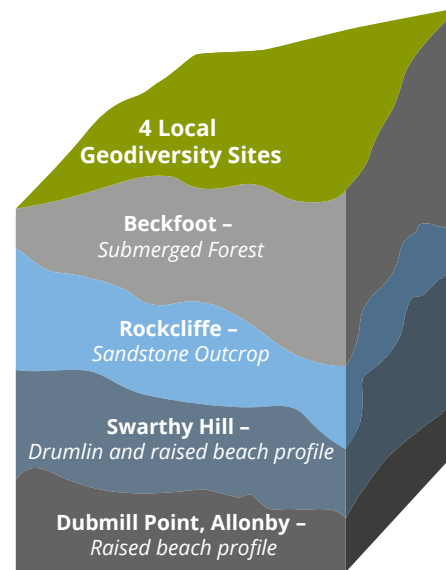 4 Local
Geodiversity Sites
Beckfoot –
Submerged Forest
Rockcliffe –
Sandstone Outcrop
Swarthy Hill –
Drumlin and raised beach profile
Dubmill Point, Allonby –
Raised beach profile